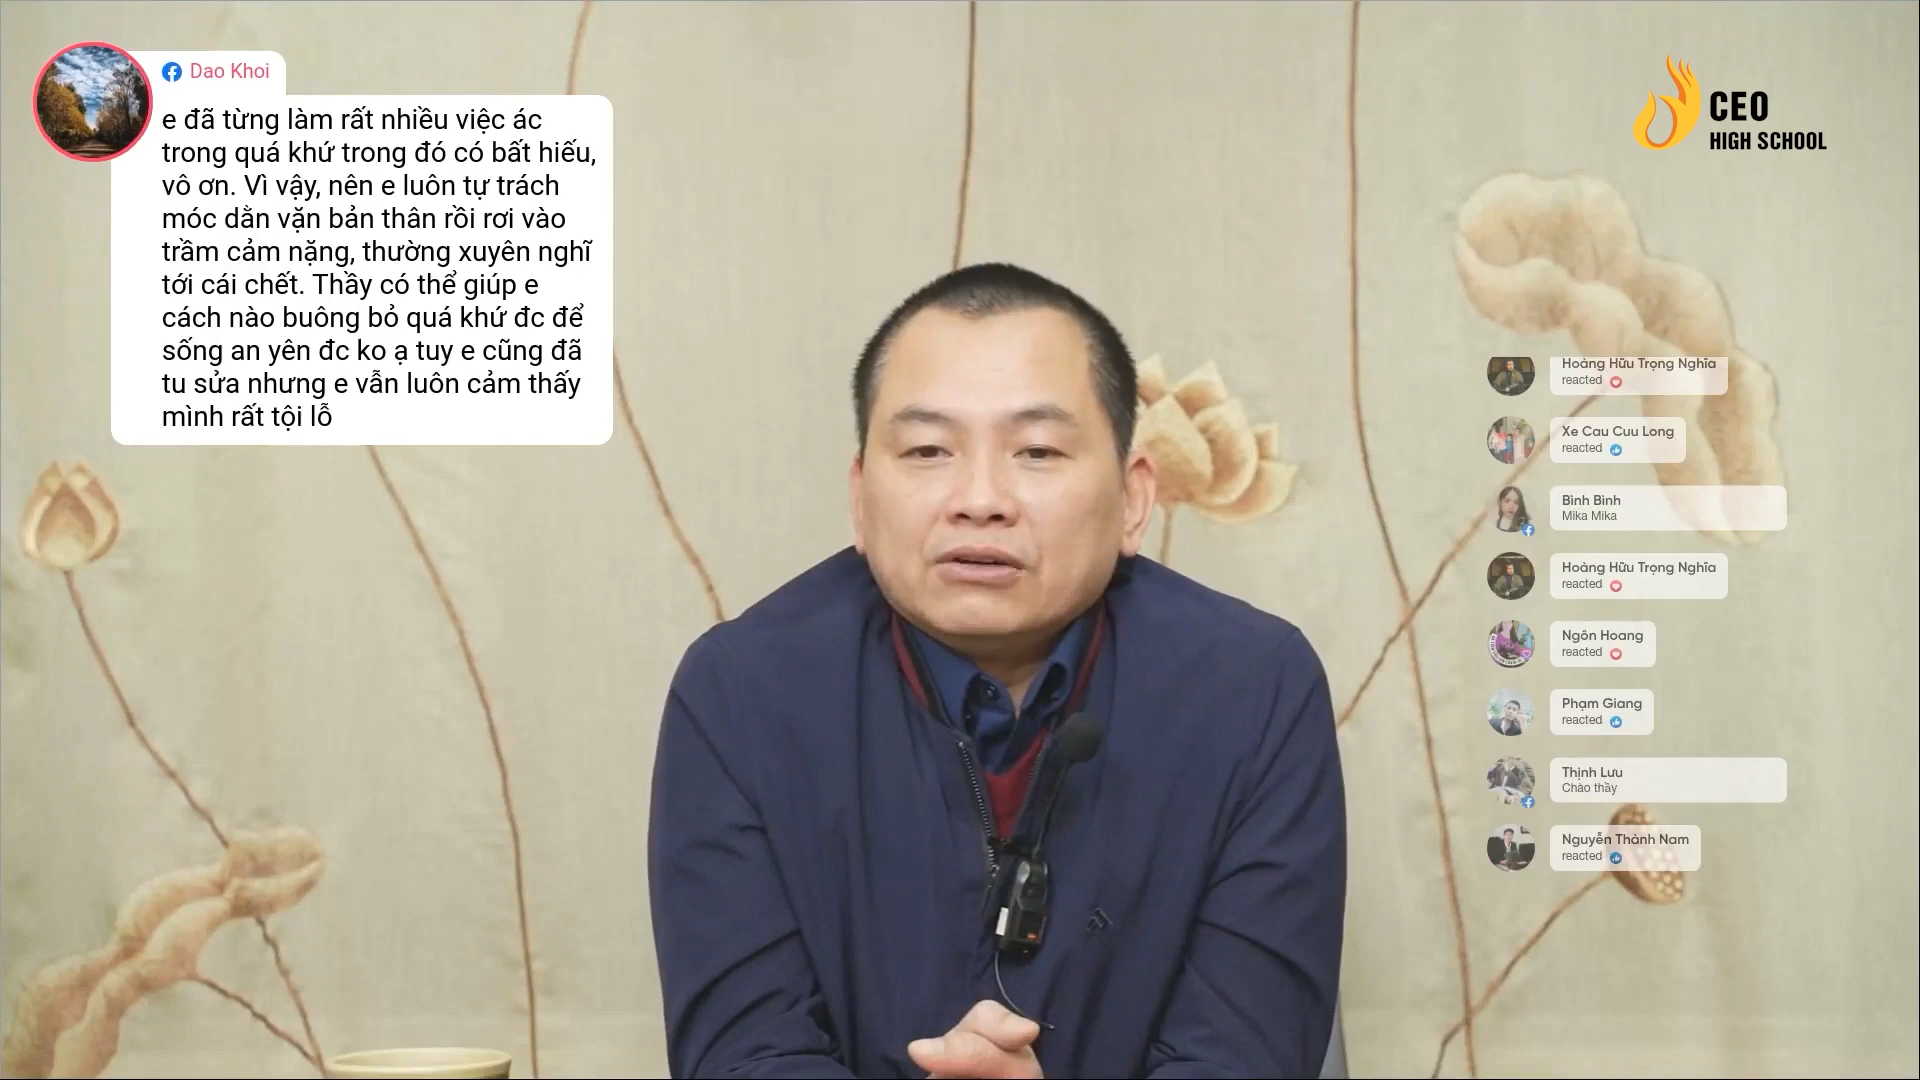 Dao Khoi
e đã từng làm rất nhiều việc ác
trong quá khứ trong đó có bất hiếu,
vô ơn. Vì vậy, nên e luôn tự trách
móc dằn vặn bản thân rồi rơi vào
trầm cảm nặng, thường xuyên nghĩ
tới cái chết. Thầy có thể giúp e
cách nào buông bỏ quá khứ đc để
sống an yên đc ko ạ tuy e cũng đã
tu sửa nhưng e vẫn luôn cảm thấy
mình rất tội lỗ
CEO
HIGH SCHOOL
Hoàng Hữu Trọng Nghĩa
reacted
Xe Cau Cuu Long
reacted
Bình Bình
Mika Mika
Hoàng Hữu Trọng Nghĩa
reacted
Ngôn Hoang
reacted
Phạm Giang
reacted
Thịnh Lưu
Chào thầy
Nguyễn Thành Nam
reacted